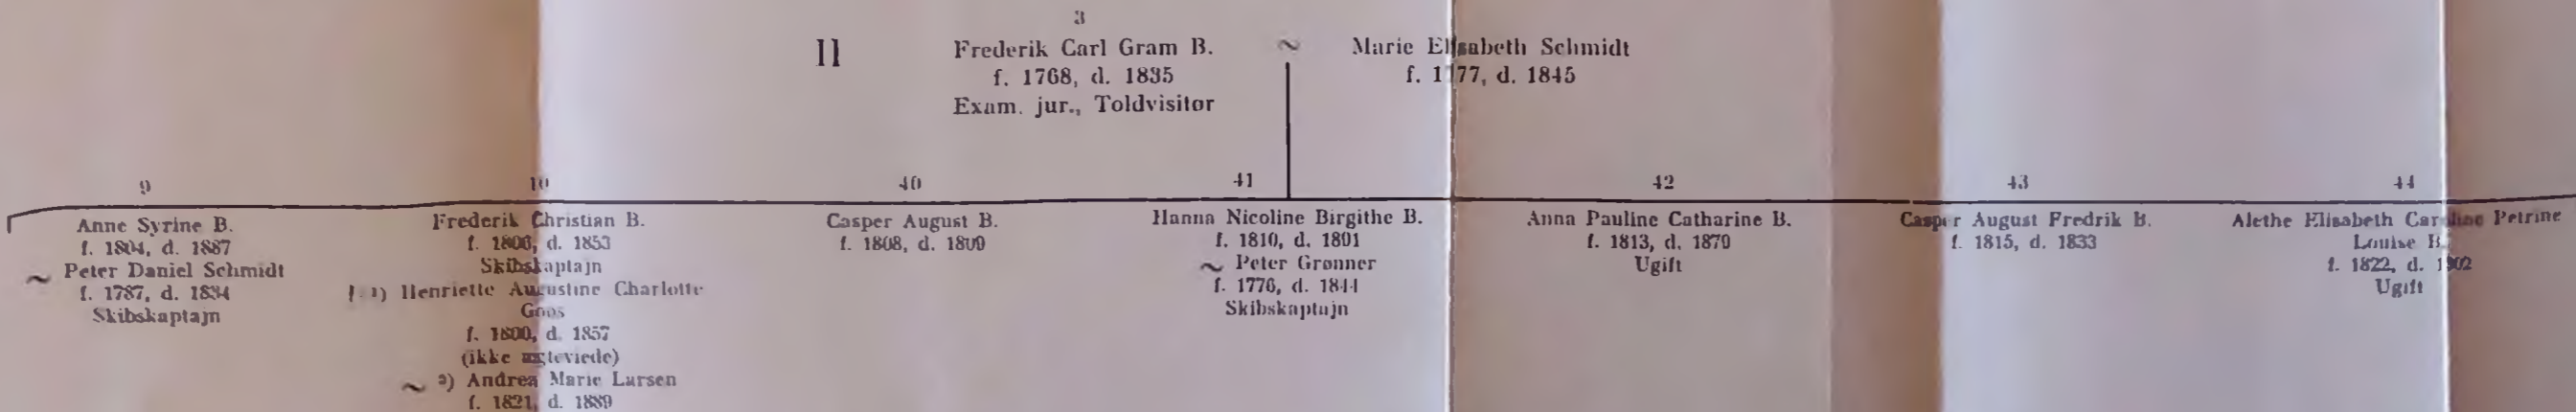 3
II
Frederik Carl Gram B. ~ Marie Elisabeth Schmidt
f. 1768, d. 1835
f. 1777, d. 1845
Exam. jur., Toldvisitør
9
Anne Syrine B.
f. 1804, d. 1887
~ Peter Daniel Schmidt
f. 1787, d. 1834
Skibskaptajn
10
Frederik Christian B.
f. 1806, d. 1853
Skibskaptajn
1) Henriette Augustine Charlotte
Goos
f. 1800, d. 1857
(ikke ægteviede)
~ 2) Andrea Marie Larsen
f. 1821, d. 1889
40
Casper August B.
f. 1808, d. 1809
41
Hanna Nicoline Birgithe B.
f. 1810, d. 1891
~ Peter Grønner
f. 1776, d. 1844
Skibskaptajn
42
Anna Pauline Catharine B.
f. 1813, d. 1879
Ugift
43
Casper August Fredrik B.
f. 1815, d. 1833
44
Alethe Elisabeth Caroline Petrine
Louise B.
f. 1822, d. 1902
Ugift